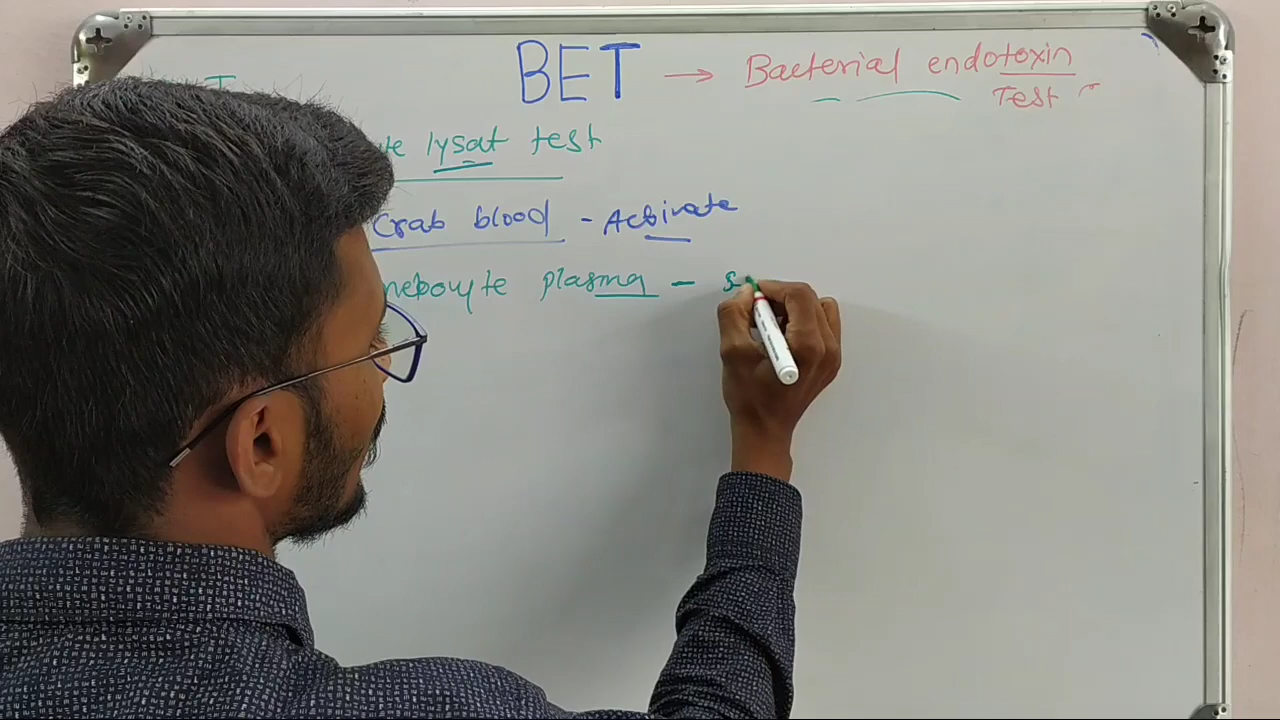 BET → Bacterial endotoxin
Test
lysat test
Crab blood - Activate
plasma -